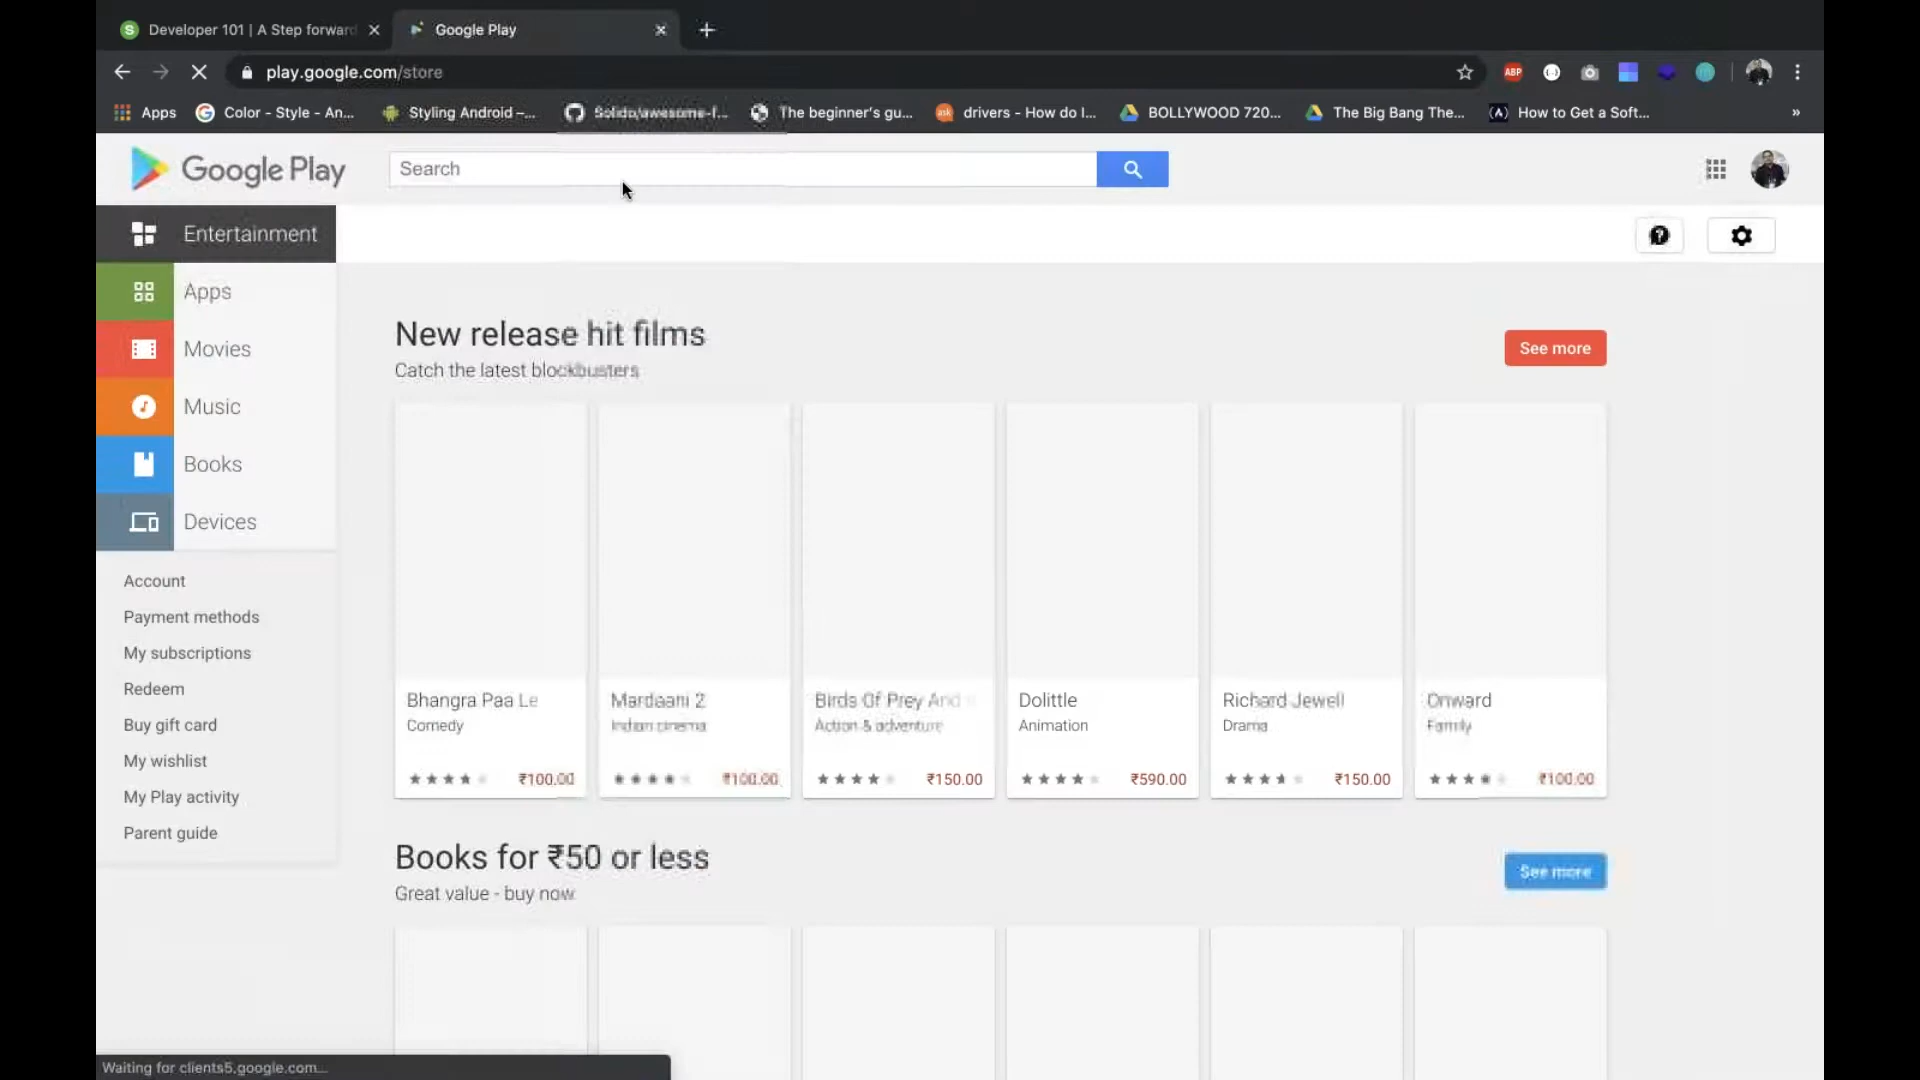 Developer 101 | A Step forward
Google Play
play.google.com/store
ABP
Apps
Color - Style - An...
Styling Android –...
Solido/awesome-f...
The beginner's gu...
ask
drivers - How do I...
BOLLYWOOD 720...
The Big Bang The...
How to Get a Soft...
»
Google Play
Search
Entertainment
Apps
Movies
Music
Books
Devices
Account
Payment methods
My subscriptions
Redeem
Buy gift card
My wishlist
My Play activity
Parent guide
New release hit films
Catch the latest blockbusters
See more
Bhangra Paa Le
Comedy
₹100.00
Mardaani 2
Indian cinema
₹100.00
Birds Of Prey And
Action & adventure
₹150.00
Dolittle
Animation
₹590.00
Richard Jewell
Drama
₹150.00
Onward
Family
₹100.00
Books for ₹50 or less
Great value - buy now
See more
Waiting for clients5.google.com...